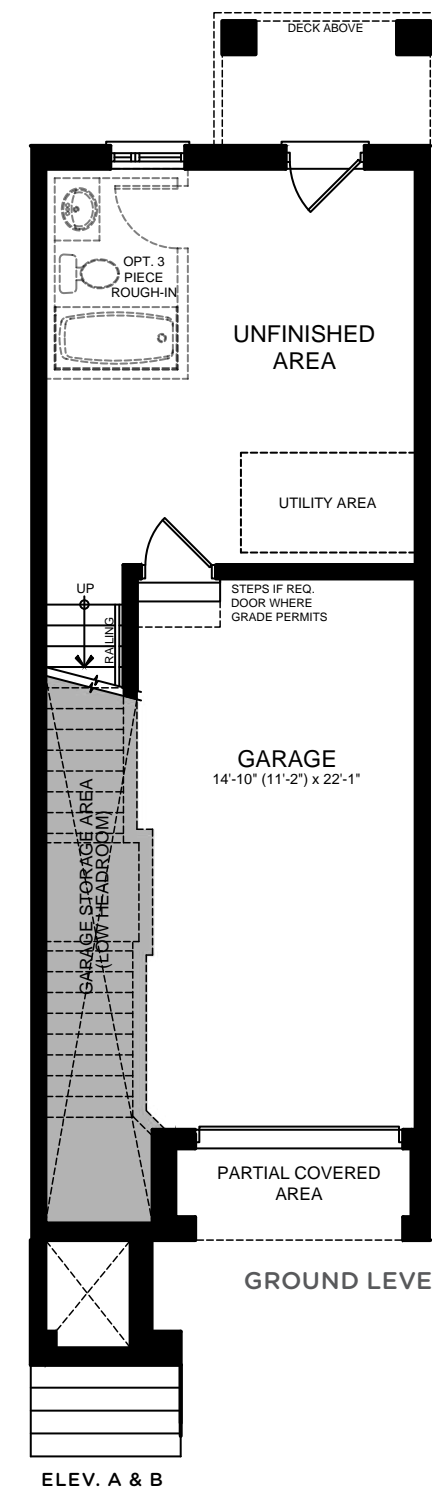 DECK ABOVE
OPT. 3
PIECE
ROUGH-IN
UNFINISHED
AREA
UTILITY AREA
UP
RAILING
STEPS IF REQ.
DOOR WHERE
GRADE PERMITS
GARAGE
14'-10" (11'-2") x 22'-1"
GARAGE STORAGE AREA
(LOW HEADROOM)
PARTIAL COVERED
AREA
GROUND LEVE
ELEV. A & B